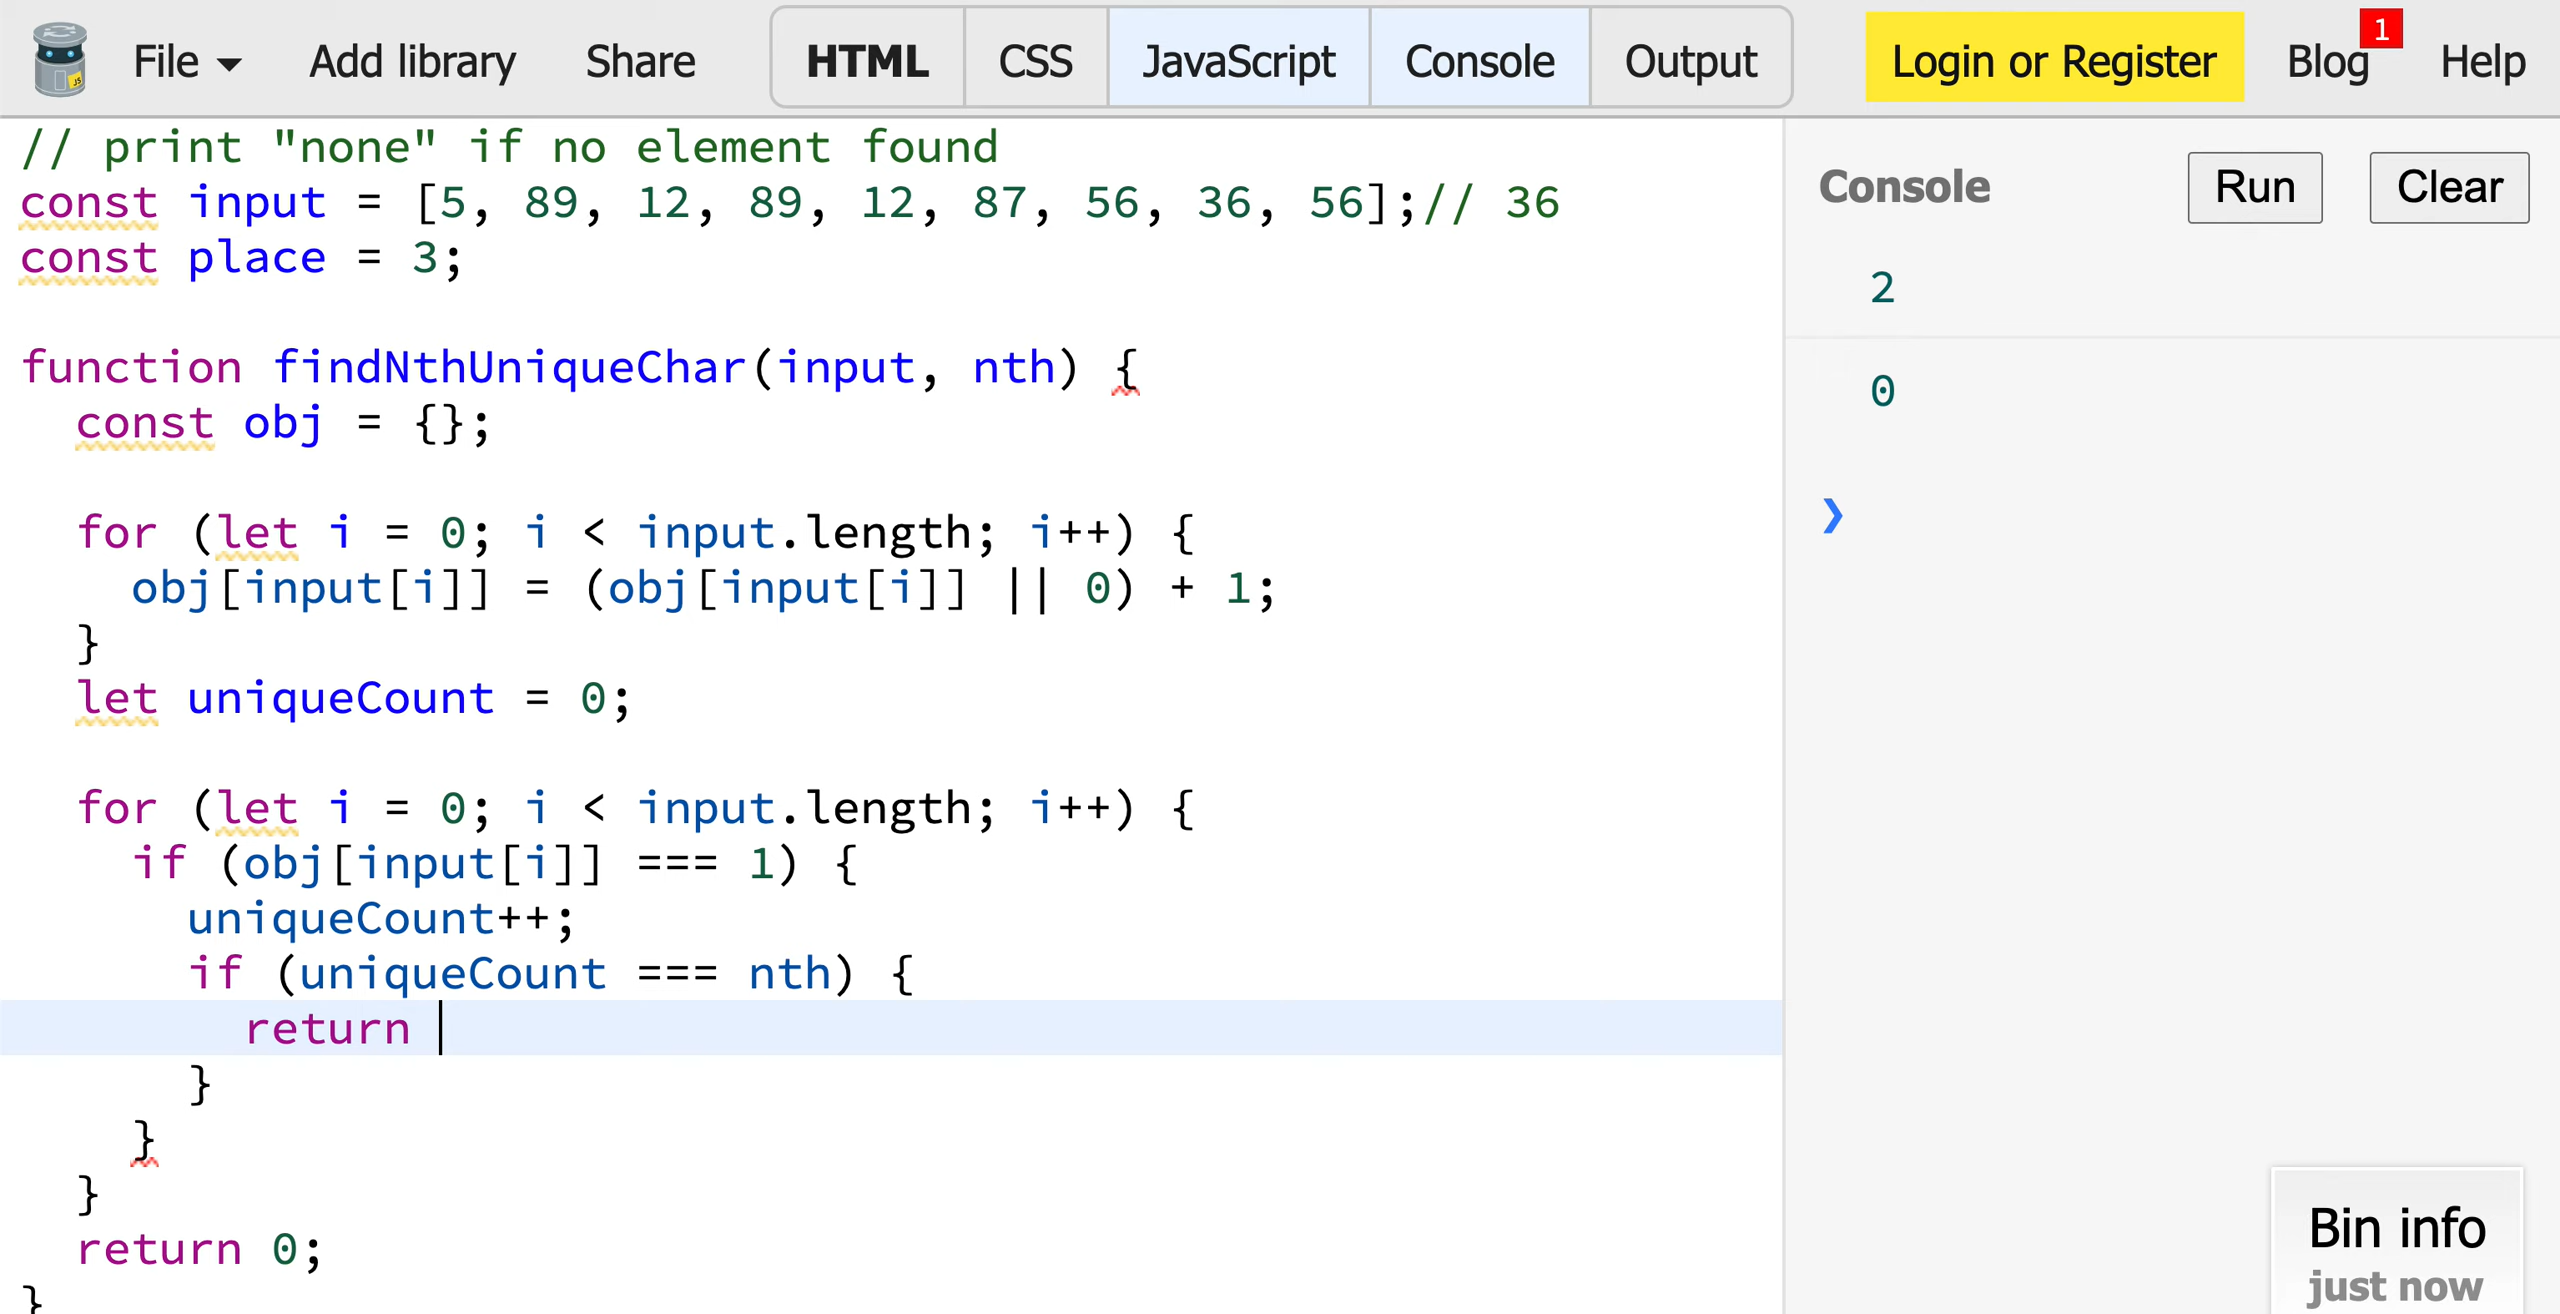 File Add library Share HTML CSS JavaScript Console Output Login or Register Blog 1 Help
// print "none" if no element found
const input = [5, 89, 12, 89, 12, 87, 56, 36, 56];// 36
const place = 3;
function findNthUniqueChar(input, nth) {
const obj = {};
for (let i = 0; i < input.length; i++) {
obj[input[i]] = (obj[input[i]] || 0) + 1;
}
let uniqueCount = 0;
for (let i = 0; i < input.length; i++) {
if (obj[input[i]] === 1) {
uniqueCount++;
if (uniqueCount === nth) {
return
}
}
}
return 0;
}
Console Run Clear
2
0
❯
Bin info
just now